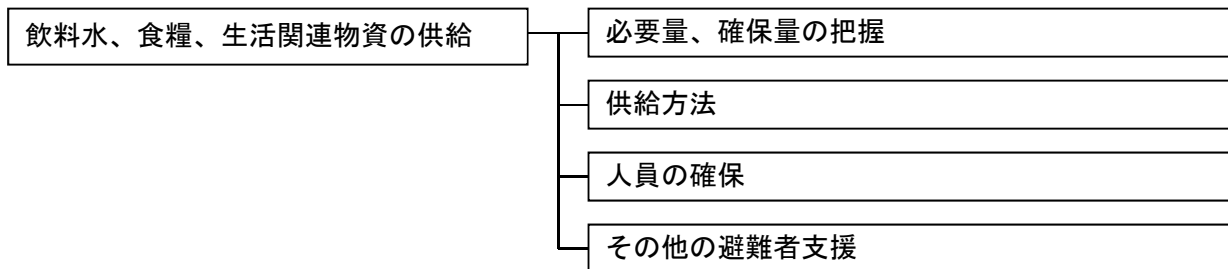 飲料水、食糧、生活関連物資の供給
必要量、確保量の把握
供給方法
人員の確保
その他の避難者支援